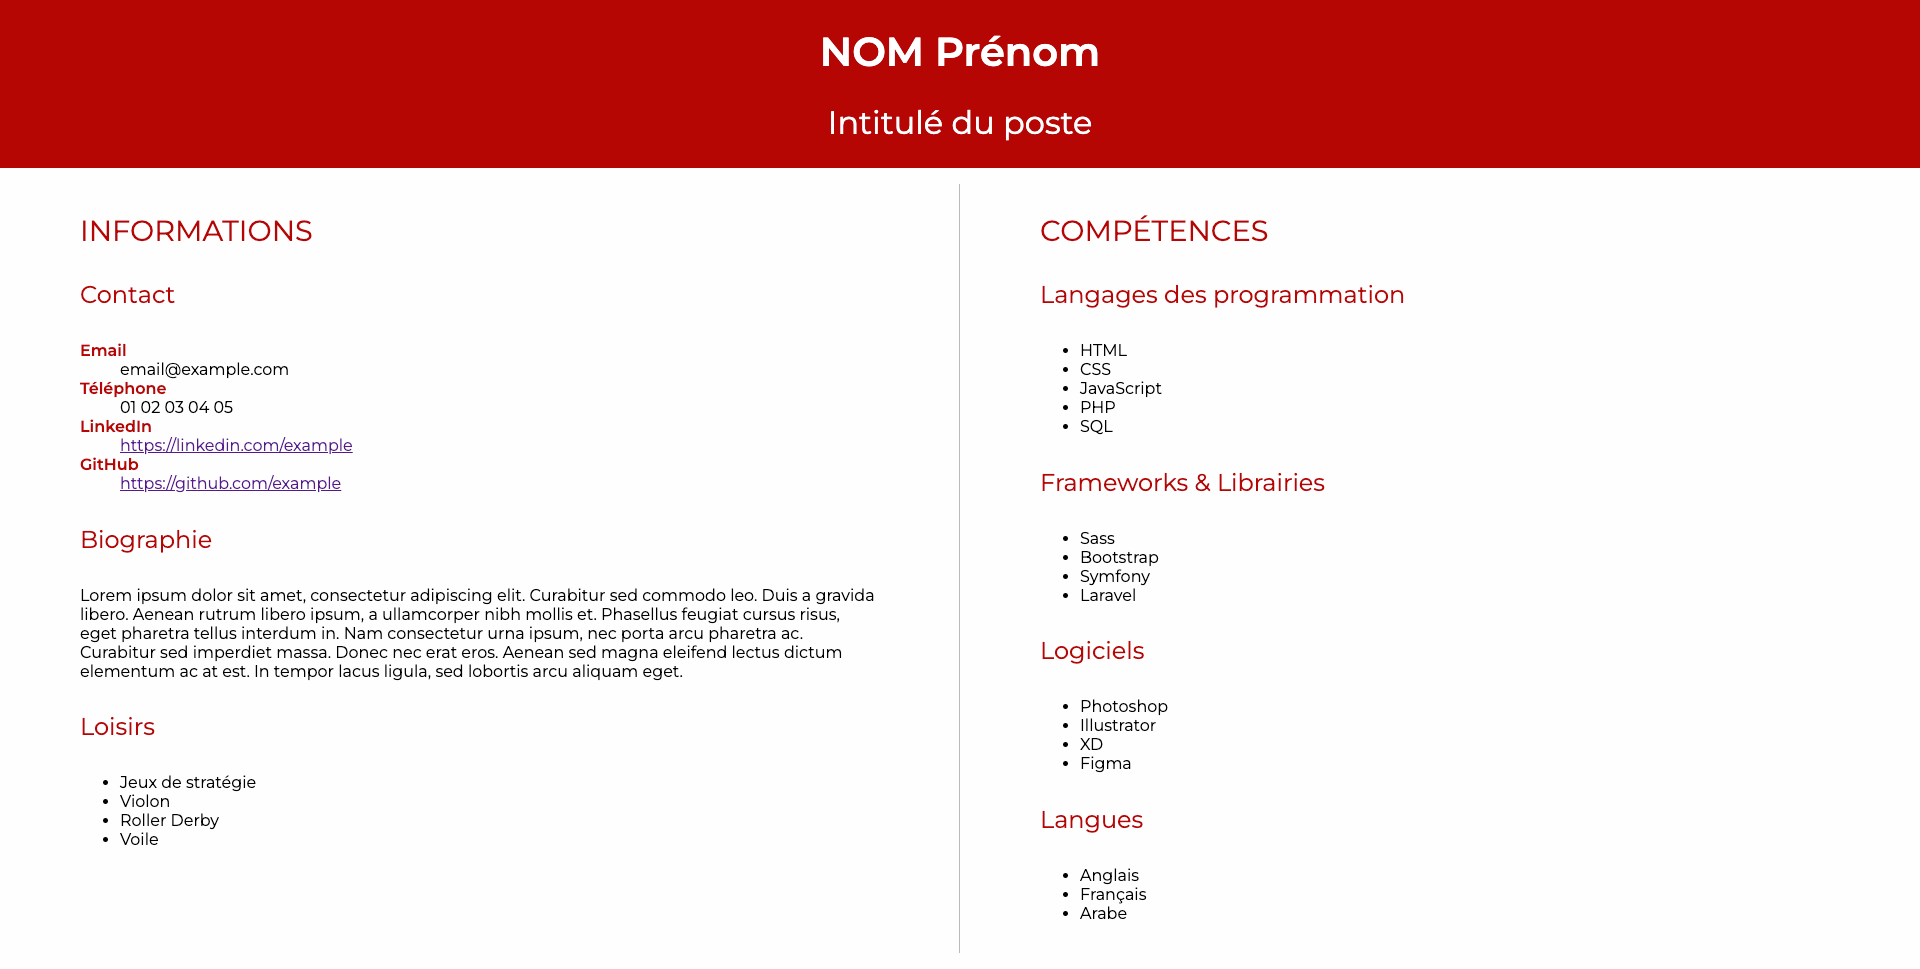 NOM Prénom
Intitulé du poste
INFORMATIONS
Contact
Email
email@example.com
Téléphone
01 02 03 04 05
LinkedIn
https://linkedin.com/example
GitHub
https://github.com/example
Biographie
Lorem ipsum dolor sit amet, consectetur adipiscing elit. Curabitur sed commodo leo. Duis a gravida
libero. Aenean rutrum libero ipsum, a ullamcorper nibh mollis et. Phasellus feugiat cursus risus,
eget pharetra tellus interdum in. Nam consectetur urna ipsum, nec porta arcu pharetra ac.
Curabitur sed imperdiet massa. Donec nec erat eros. Aenean sed magna eleifend lectus dictum
elementum ac at est. In tempor lacus ligula, sed lobortis arcu aliquam eget.
Loisirs
• Jeux de stratégie
• Violon
• Roller Derby
• Voile
COMPÉTENCES
Langages des programmation
• HTML
• CSS
• JavaScript
• PHP
• SQL
Frameworks & Librairies
• Sass
• Bootstrap
• Symfony
• Laravel
Logiciels
• Photoshop
• Illustrator
• XD
• Figma
Langues
• Anglais
• Français
• Arabe